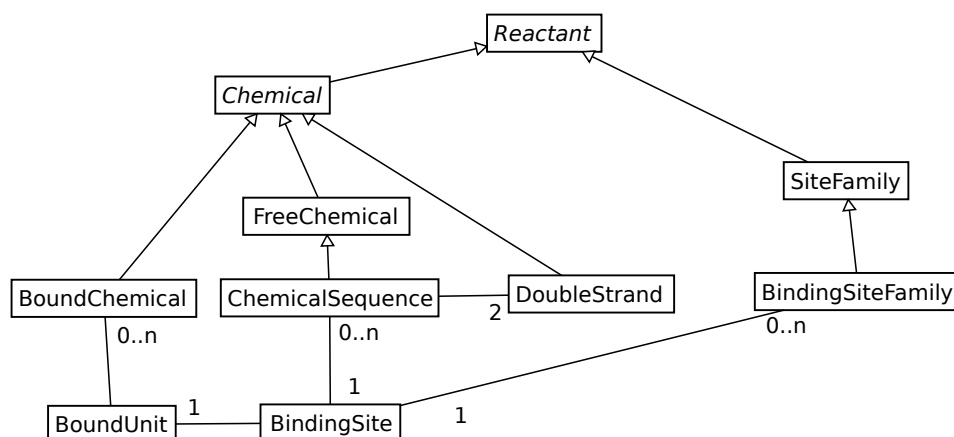 Reactant
Chemical
SiteFamily
FreeChemical
BoundChemical
ChemicalSequence
DoubleStrand
BindingSiteFamily
0..n
0..n
2
0..n
1
1
1
BoundUnit
BindingSite